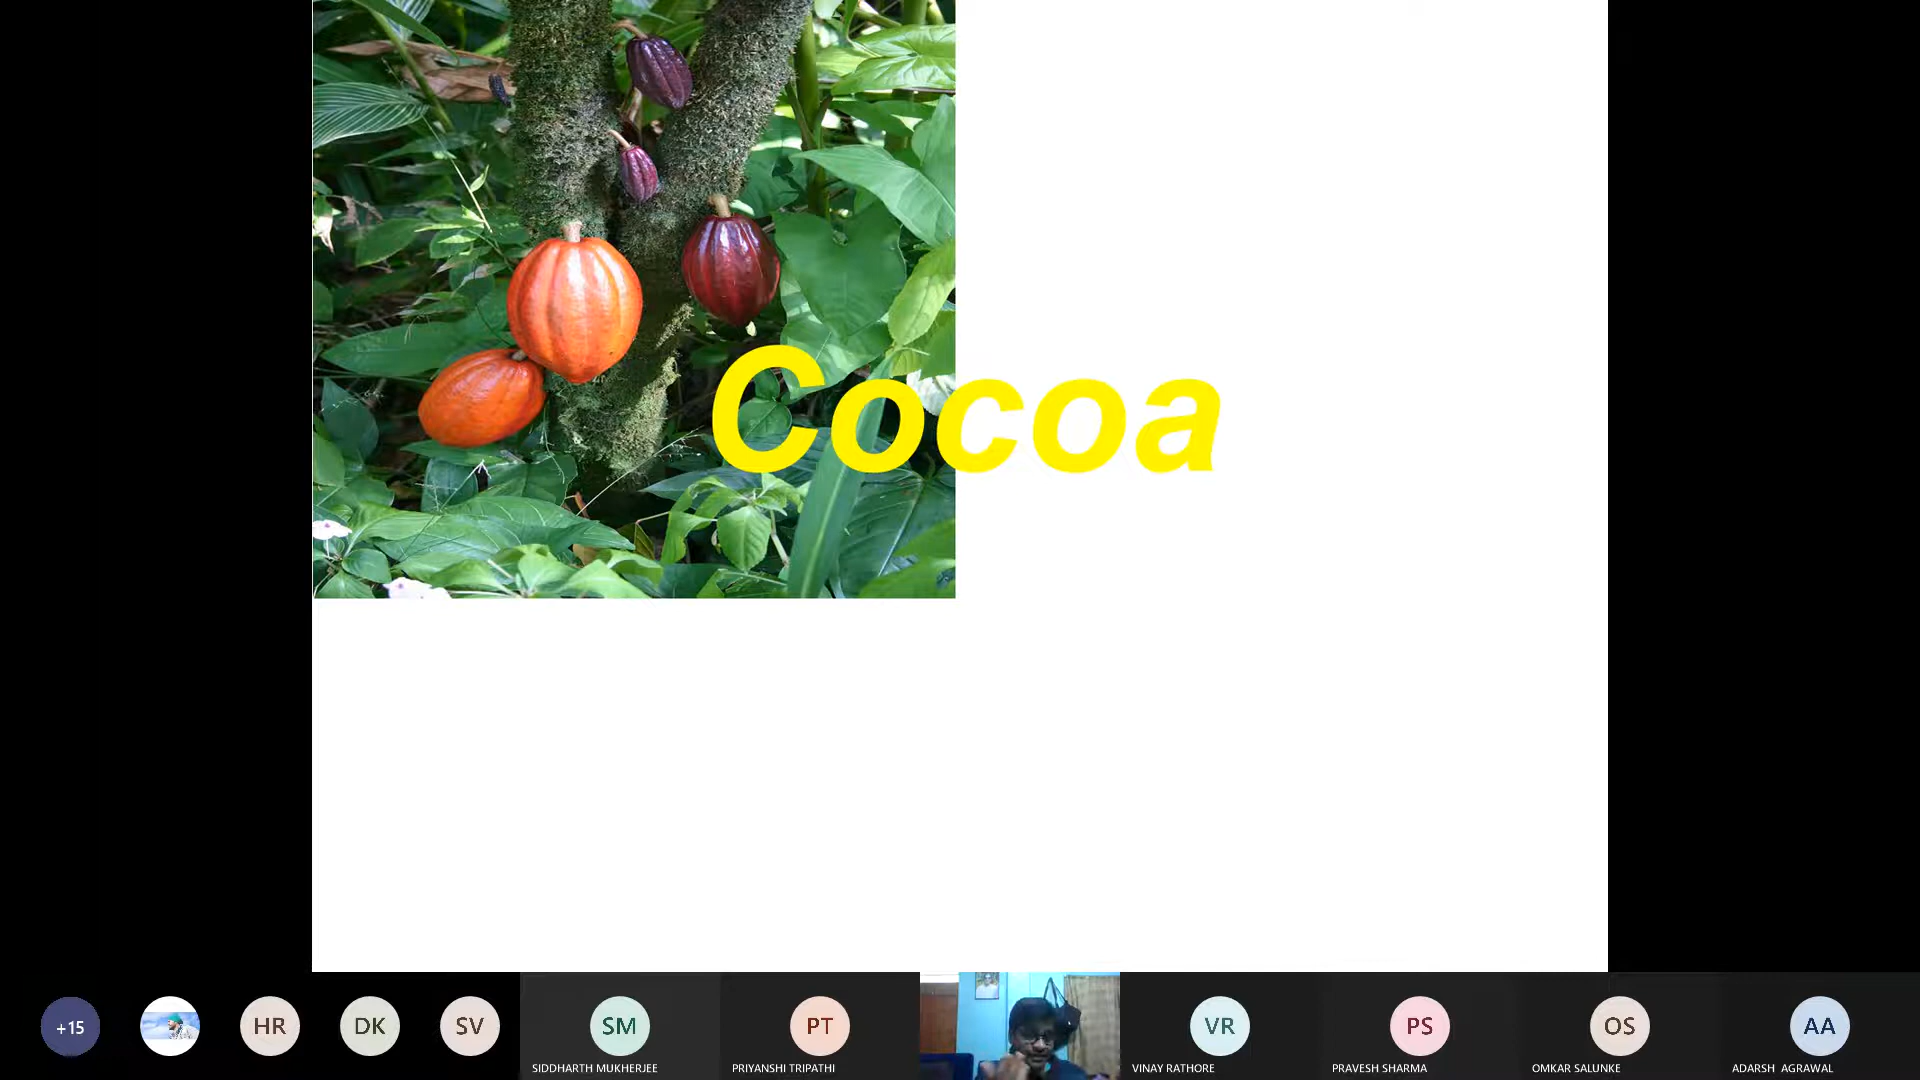 Cocoa
+15
HR
DK
SV
SM
PT
VR
PS
OS
AA
SIDDHARTH MUKHERJEE
PRIYANSHI TRIPATHI
VINAY RATHORE
PRAVESH SHARMA
OMKAR SALUNKE
ADARSH AGRAWAL